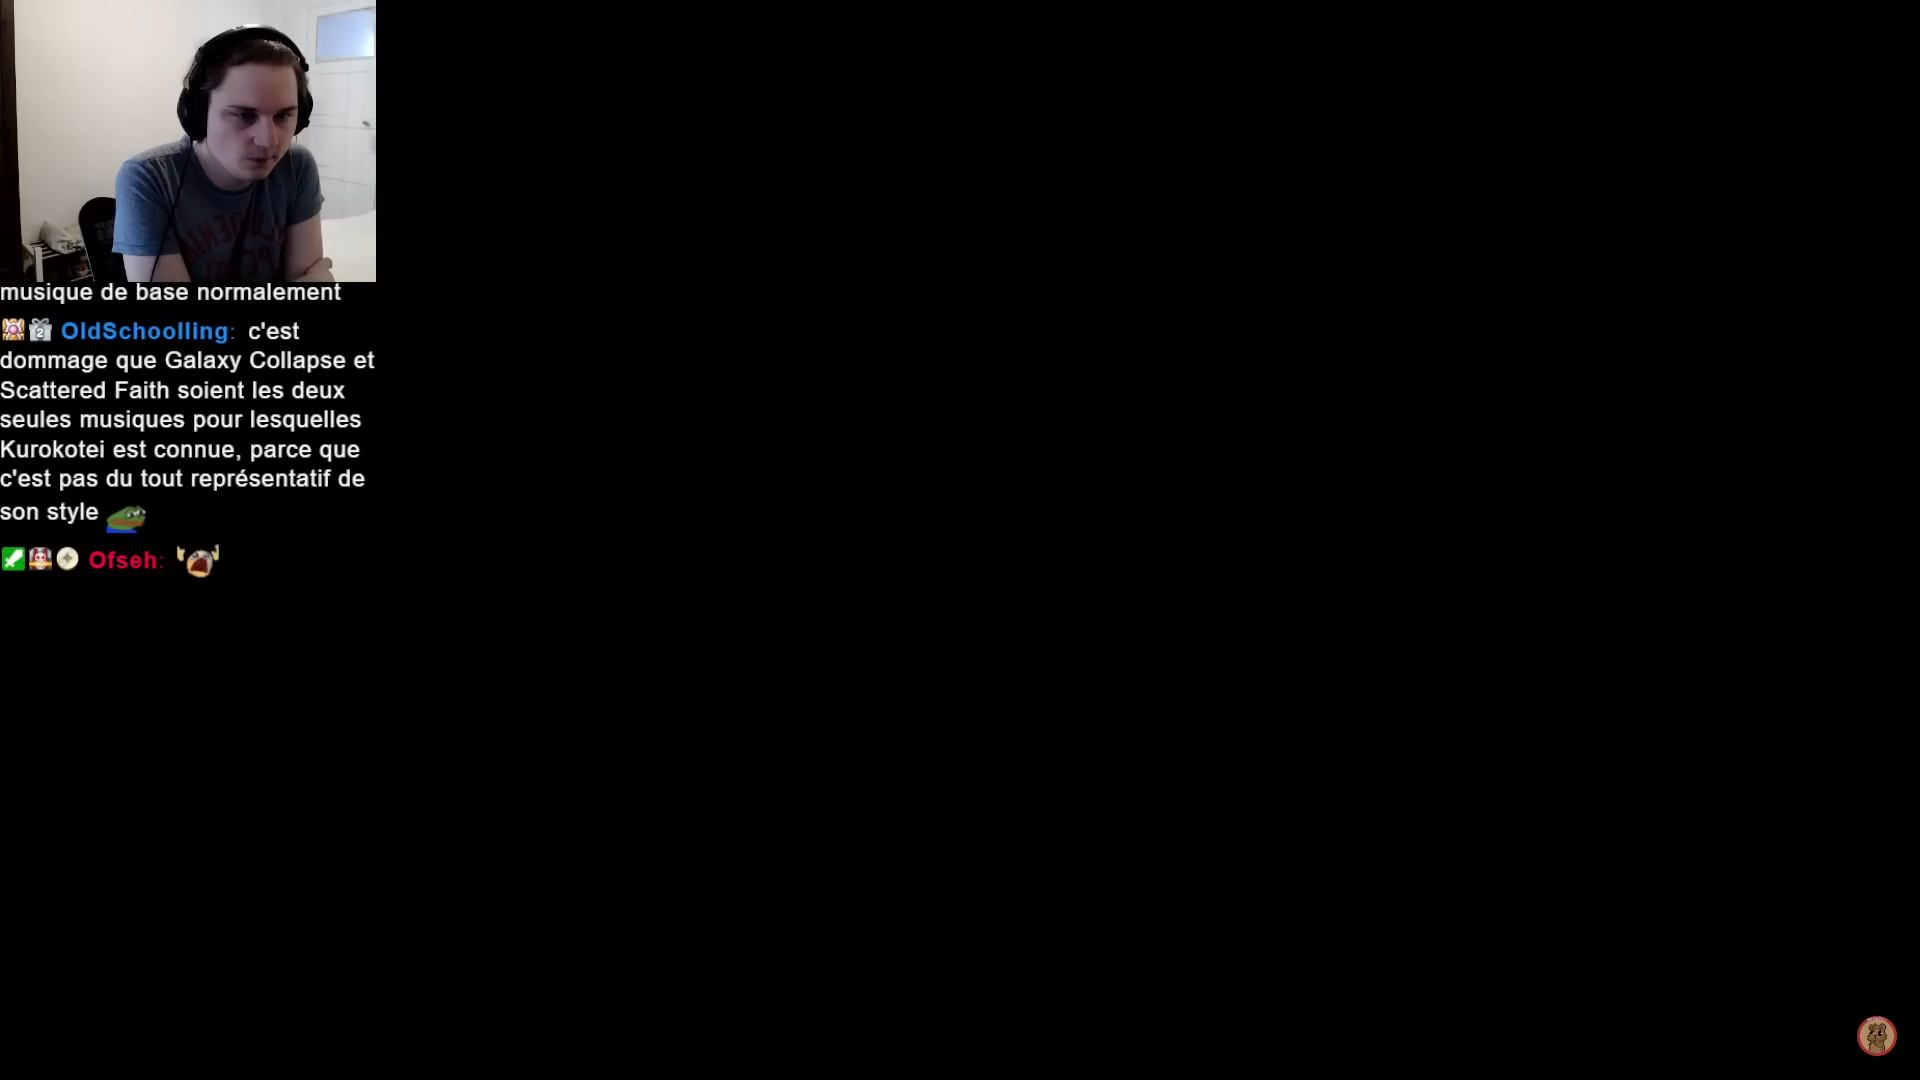 musique de base normalement
OldSchoolling: c'est
dommage que Galaxy Collapse et
Scattered Faith soient les deux
seules musiques pour lesquelles
Kurokotei est connue, parce que
c'est pas du tout représentatif de
son style
Ofseh: